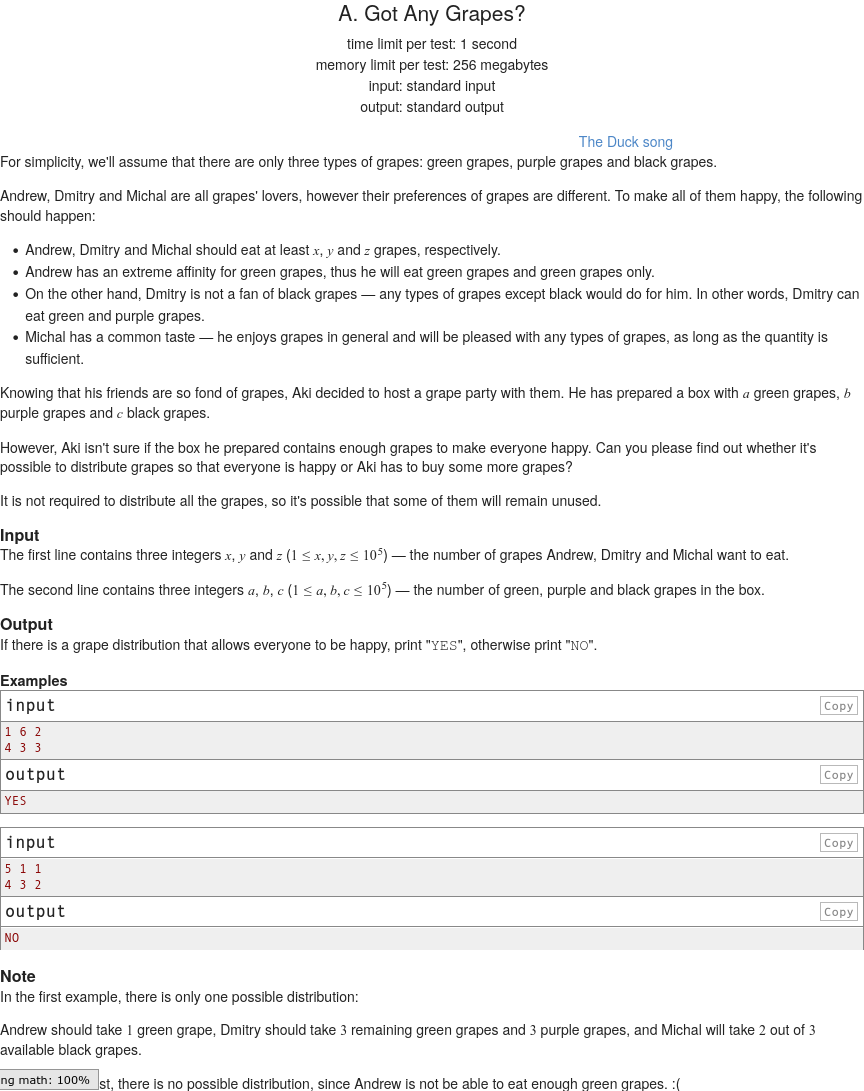 A. Got Any Grapes?
time limit per test: 1 second
memory limit per test: 256 megabytes
input: standard input
output: standard output
The Duck song
For simplicity, we'll assume that there are only three types of grapes: green grapes, purple grapes and black grapes.
Andrew, Dmitry and Michal are all grapes' lovers, however their preferences of grapes are different. To make all of them happy, the following
should happen:
• Andrew, Dmitry and Michal should eat at least x, y and z grapes, respectively.
• Andrew has an extreme affinity for green grapes, thus he will eat green grapes and green grapes only.
• On the other hand, Dmitry is not a fan of black grapes — any types of grapes except black would do for him. In other words, Dmitry can
eat green and purple grapes.
• Michal has a common taste — he enjoys grapes in general and will be pleased with any types of grapes, as long as the quantity is
sufficient.
Knowing that his friends are so fond of grapes, Aki decided to host a grape party with them. He has prepared a box with a green grapes, b
purple grapes and c black grapes.
However, Aki isn't sure if the box he prepared contains enough grapes to make everyone happy. Can you please find out whether it's
possible to distribute grapes so that everyone is happy or Aki has to buy some more grapes?
It is not required to distribute all the grapes, so it's possible that some of them will remain unused.
Input
The first line contains three integers x, y and z (1 ≤ x, y, z ≤ 10⁵) — the number of grapes Andrew, Dmitry and Michal want to eat.
The second line contains three integers a, b, c (1 ≤ a, b, c ≤ 10⁵) — the number of green, purple and black grapes in the box.
Output
If there is a grape distribution that allows everyone to be happy, print "YES", otherwise print "NO".
Examples
input Copy
1 6 2
4 3 3
output Copy
YES
input Copy
5 1 1
4 3 2
output Copy
NO
Note
In the first example, there is only one possible distribution:
Andrew should take 1 green grape, Dmitry should take 3 remaining green grapes and 3 purple grapes, and Michal will take 2 out of 3
available black grapes.
ng math: 100% st, there is no possible distribution, since Andrew is not be able to eat enough green grapes. :(